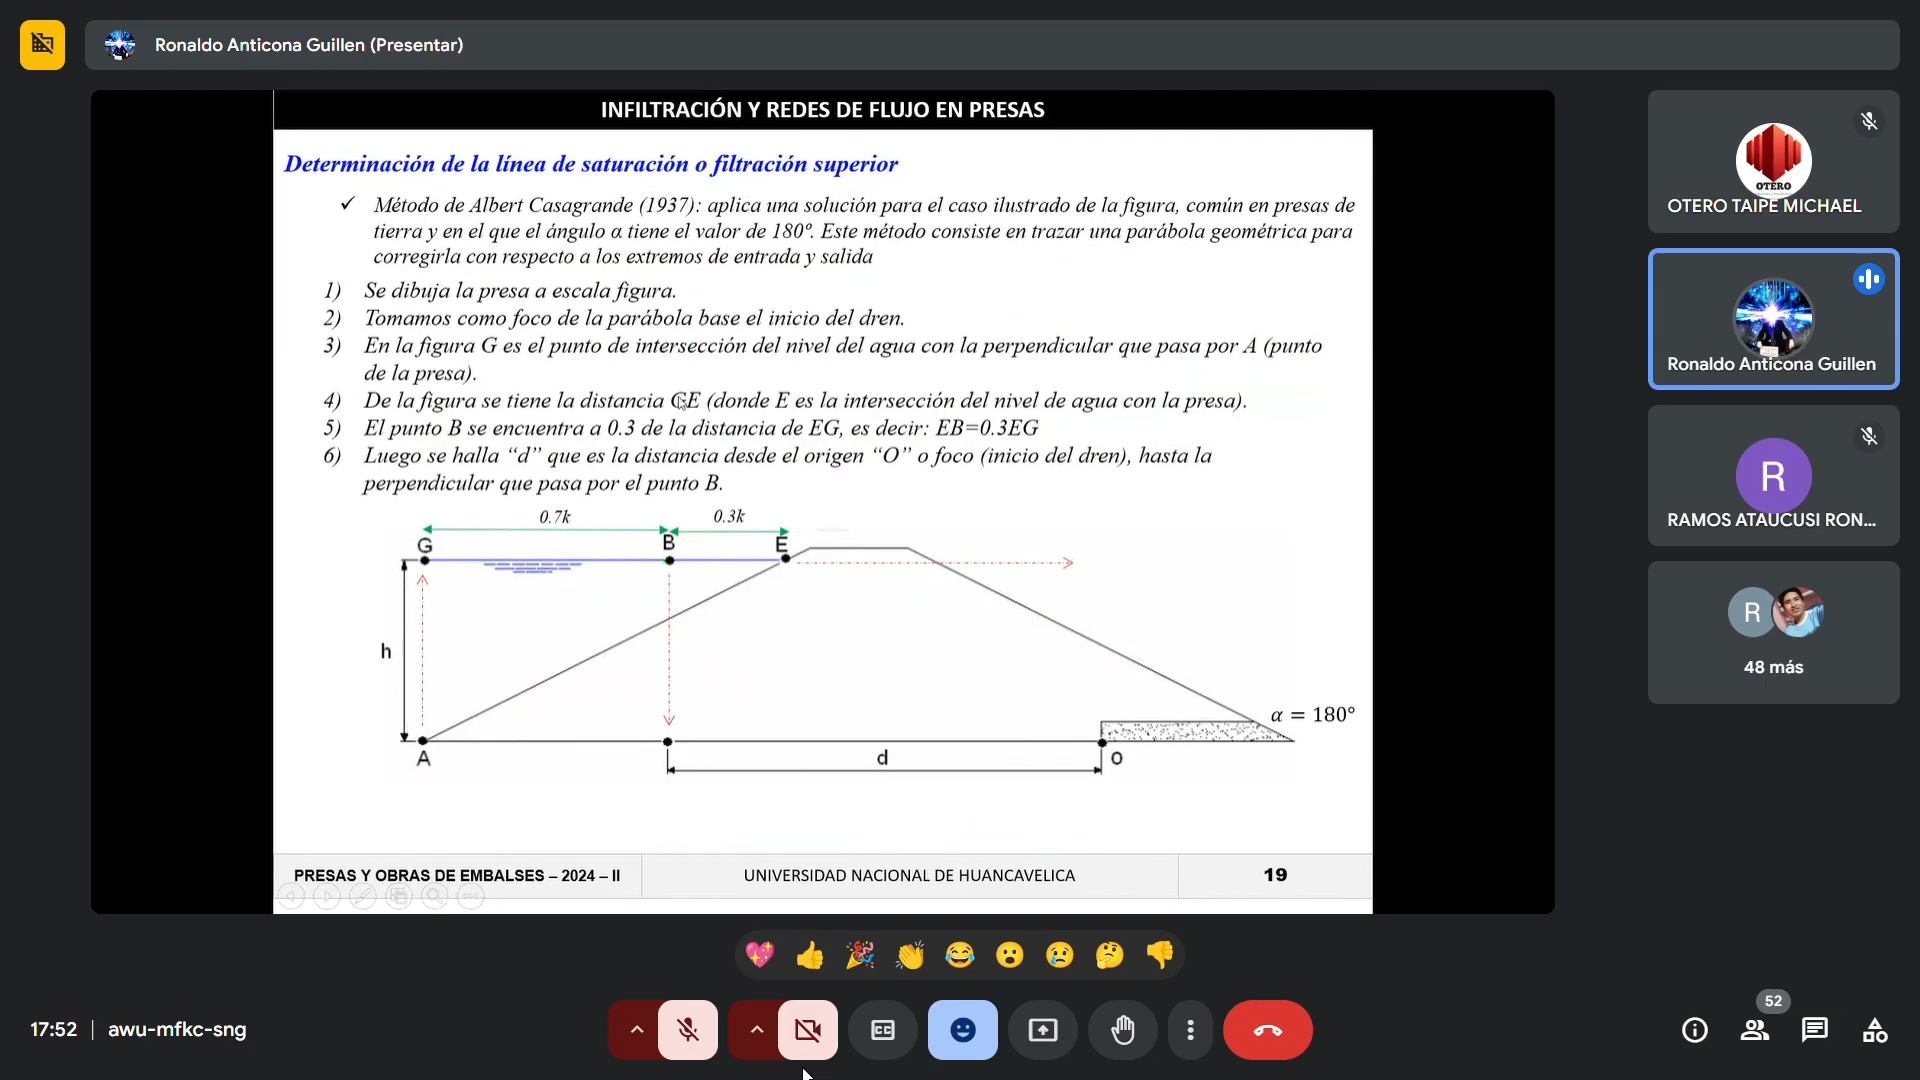 Ronaldo Anticona Guillen (Presentar)
INFILTRACIÓN Y REDES DE FLUJO EN PRESAS
Determinación de la línea de saturación o filtración superior
✓ Método de Albert Casagrande (1937): aplica una solución para el caso ilustrado de la figura, común en presas de
tierra y en el que el ángulo α tiene el valor de 180º. Este método consiste en trazar una parábola geométrica para
corregirla con respecto a los extremos de entrada y salida
1) Se dibuja la presa a escala figura.
2) Tomamos como foco de la parábola base el inicio del dren.
3) En la figura G es el punto de intersección del nivel del agua con la perpendicular que pasa por A (punto
de la presa).
4) De la figura se tiene la distancia GE (donde E es la intersección del nivel de agua con la presa).
5) El punto B se encuentra a 0.3 de la distancia de EG, es decir: EB=0.3EG
6) Luego se halla “d” que es la distancia desde el origen “O” o foco (inicio del dren), hasta la
perpendicular que pasa por el punto B.
0.7k 0.3k
G B E
h
α = 180°
A d O
PRESAS Y OBRAS DE EMBALSES – 2024 – II UNIVERSIDAD NACIONAL DE HUANCAVELICA 19
OTERO
OTERO TAIPE MICHAEL
Ronaldo Anticona Guillen
R
RAMOS ATAUCUSI RON...
R
48 más
17:52 | awu-mfkc-sng
CC
52